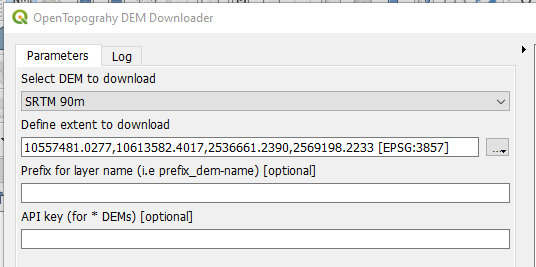 OpenTopograhy DEM Downloader
Parameters
Log
Select DEM to download
SRTM 90m
Define extent to download
10557481.0277,10613582.4017,2536661.2390,2569198.2233 [EPSG:3857]
...
Prefix for layer name (i.e prefix_dem-name) [optional]
API key (for * DEMs) [optional]